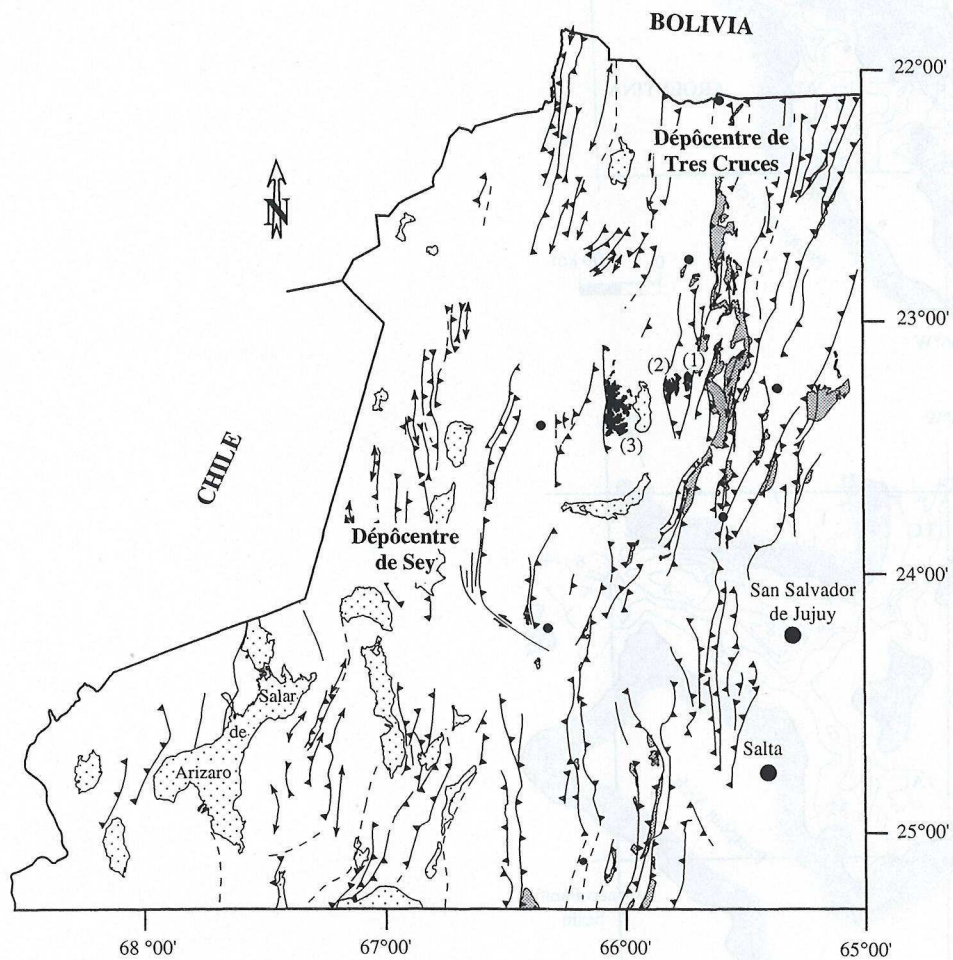 BOLIVIA
22°00'
Dépôcentre de
Tres Cruces
N
23°00'
(1)
(2)
(3)
CHILE
Dépôcentre
de Sey
24°00'
San Salvador
de Jujuy
Salar
de
Arizaro
Salta
25°00'
68°00'
67°00'
66°00'
65°00'